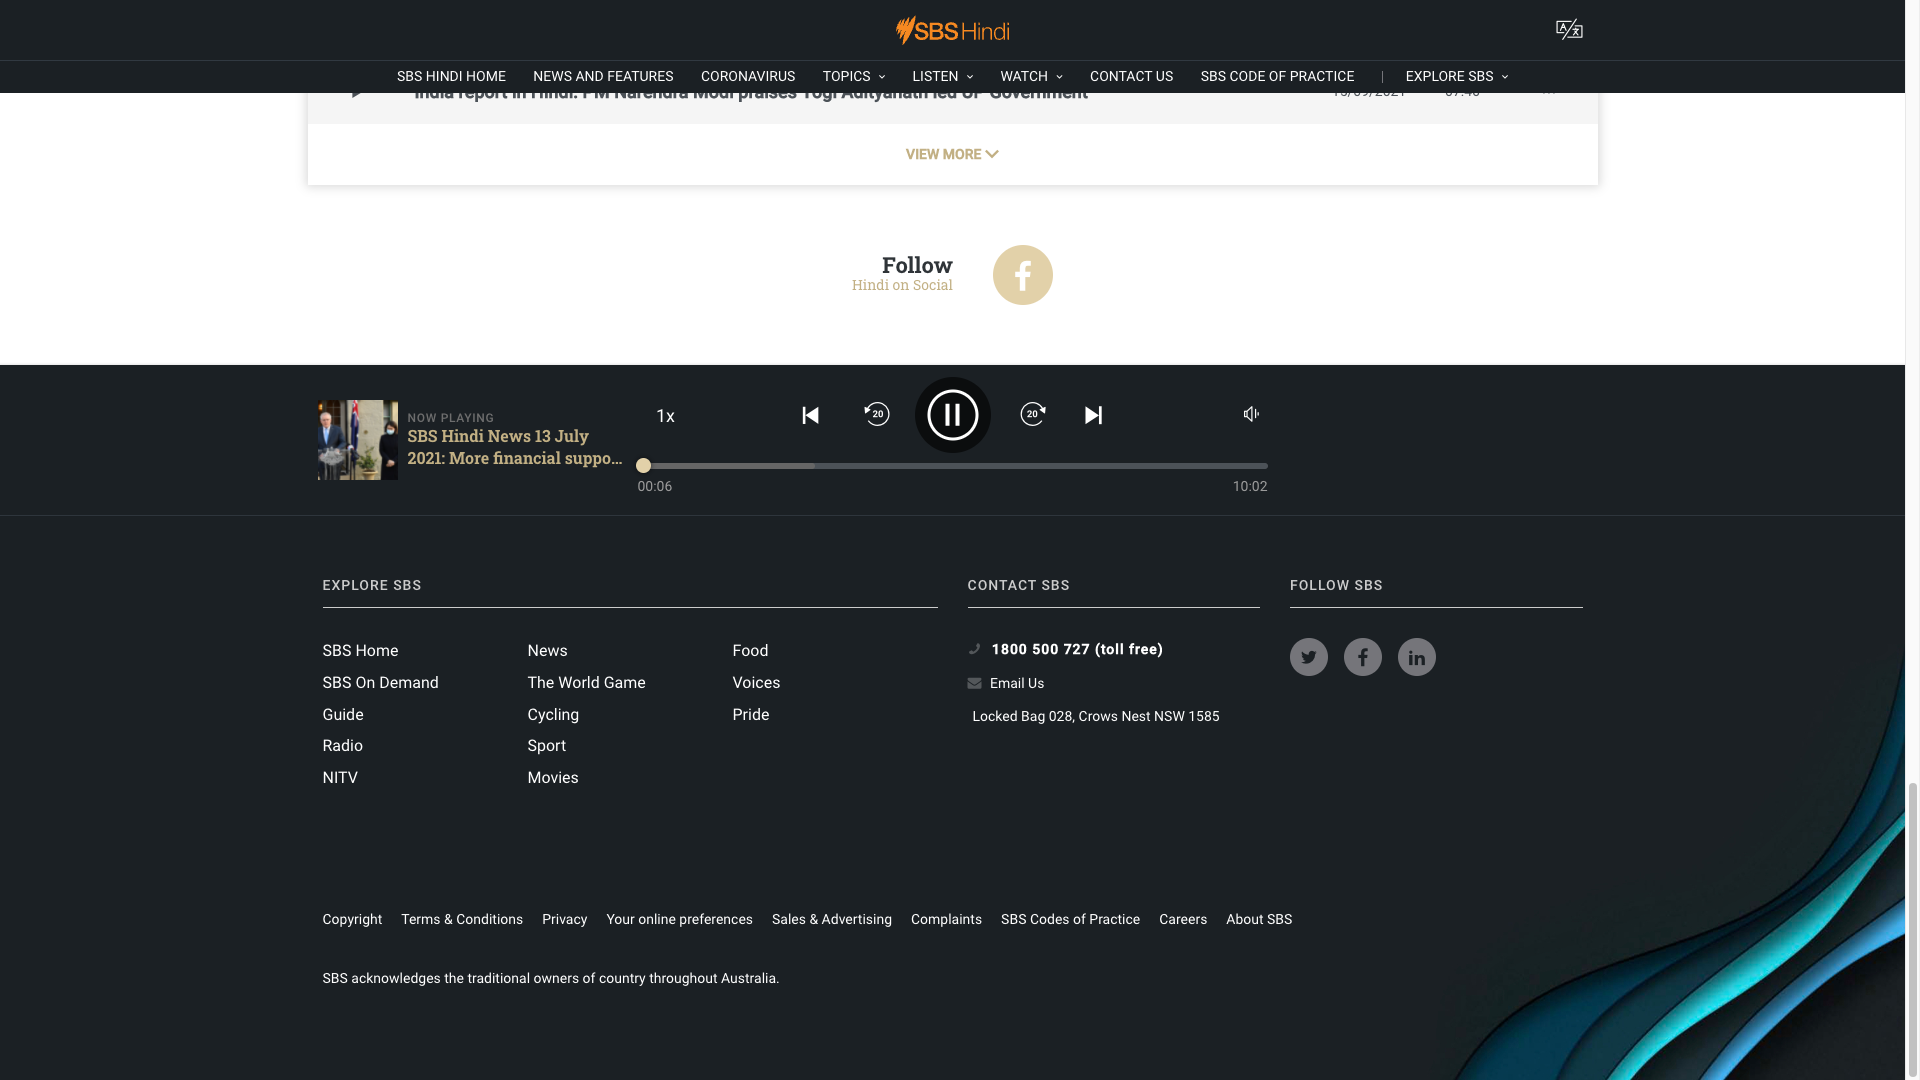 SBS Hindi
SBS HINDI HOME NEWS AND FEATURES CORONAVIRUS TOPICS LISTEN WATCH CONTACT US SBS CODE OF PRACTICE | EXPLORE SBS
India report in Hindi: PM Narendra Modi praises Yogi Adityanath led UP Government
VIEW MORE
Follow
Hindi on Social
NOW PLAYING
SBS Hindi News 13 July
2021: More financial suppo...
1x
20
20
00:06 10:02
EXPLORE SBS
SBS Home
SBS On Demand
Guide
Radio
NITV
News
The World Game
Cycling
Sport
Movies
Food
Voices
Pride
CONTACT SBS
1800 500 727 (toll free)
Email Us
Locked Bag 028, Crows Nest NSW 1585
FOLLOW SBS
Copyright Terms & Conditions Privacy Your online preferences Sales & Advertising Complaints SBS Codes of Practice Careers About SBS
SBS acknowledges the traditional owners of country throughout Australia.